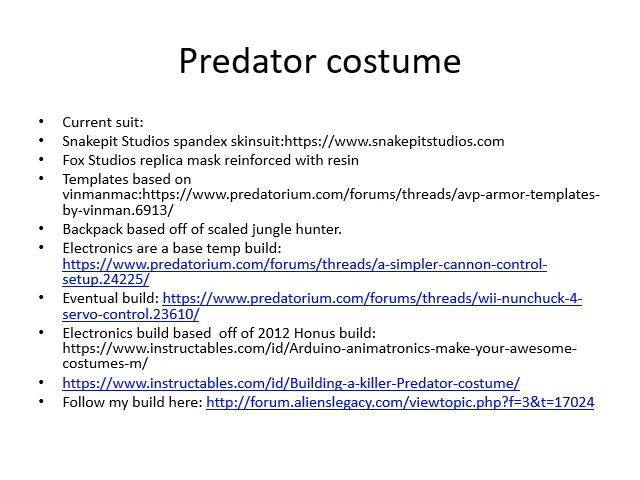 Predator costume
• Current suit:
• Snakepit Studios spandex skinsuit:https://www.snakepitstudios.com
• Fox Studios replica mask reinforced with resin
• Templates based on
vinmanmac:https://www.predatorium.com/forums/threads/avp-armor-templates-
by-vinman.6913/
• Backpack based off of scaled jungle hunter.
• Electronics are a base temp build:
https://www.predatorium.com/forums/threads/a-simpler-cannon-control-
setup.24225/
• Eventual build: https://www.predatorium.com/forums/threads/wii-nunchuck-4-
servo-control.23610/
• Electronics build based  off of 2012 Honus build:
https://www.instructables.com/id/Arduino-animatronics-make-your-awesome-
costumes-m/
• https://www.instructables.com/id/Building-a-killer-Predator-costume/
• Follow my build here: http://forum.alienslegacy.com/viewtopic.php?f=3&t=17024